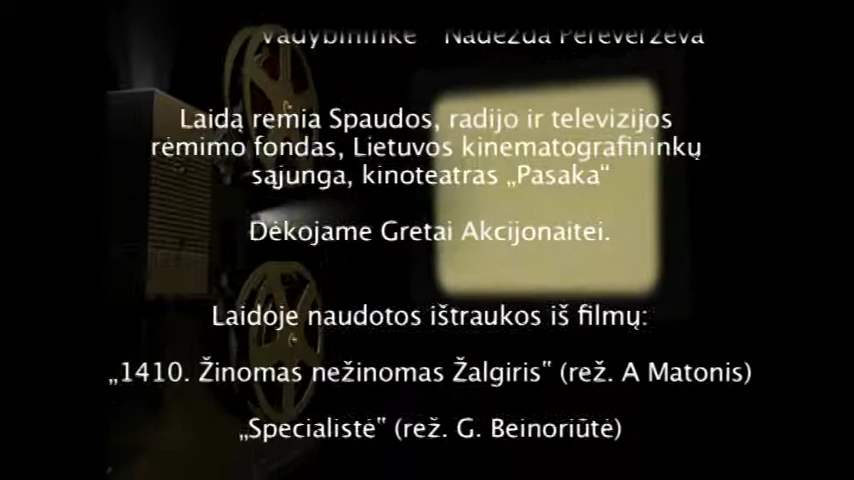 Vadybininkė Nadežda Pereverzeva
Laidą remia Spaudos, radijo ir televizijos
rėmimo fondas, Lietuvos kinematografininkų
sąjunga, kinoteatras „Pasaka“
Dėkojame Gretai Akcijonaitei.
Laidoje naudotos ištraukos iš filmų:
„1410. Žinomas nežinomas Žalgiris“ (rež. A Matonis)
„Specialistė“ (rež. G. Beinoriūtė)